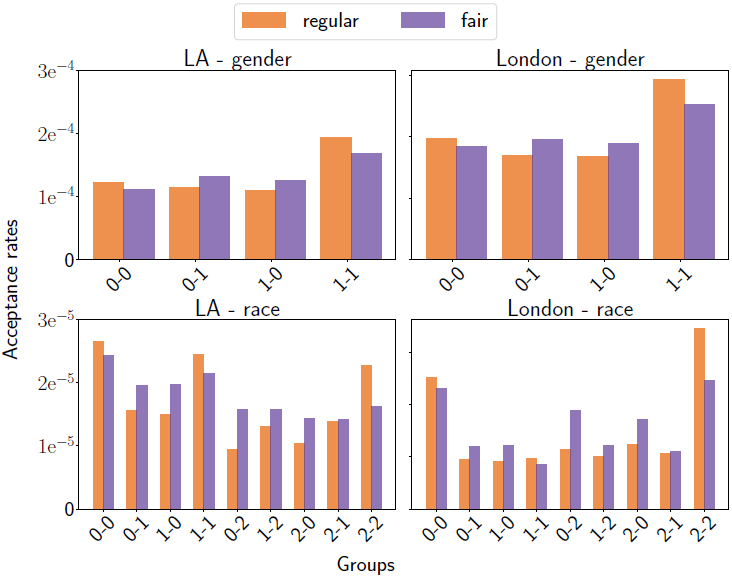 regular fair
LA - gender London - gender
3e⁻⁴
2e⁻⁴
1e⁻⁴
0
0-0 0-1 1-0 1-1 0-0 0-1 1-0 1-1
Acceptance rates
LA - race London - race
3e⁻⁵
2e⁻⁵
1e⁻⁵
0
0-0 0-1 1-0 1-1 0-2 1-2 2-0 2-1 2-2 0-0 0-1 1-0 1-1 0-2 1-2 2-0 2-1 2-2
Groups